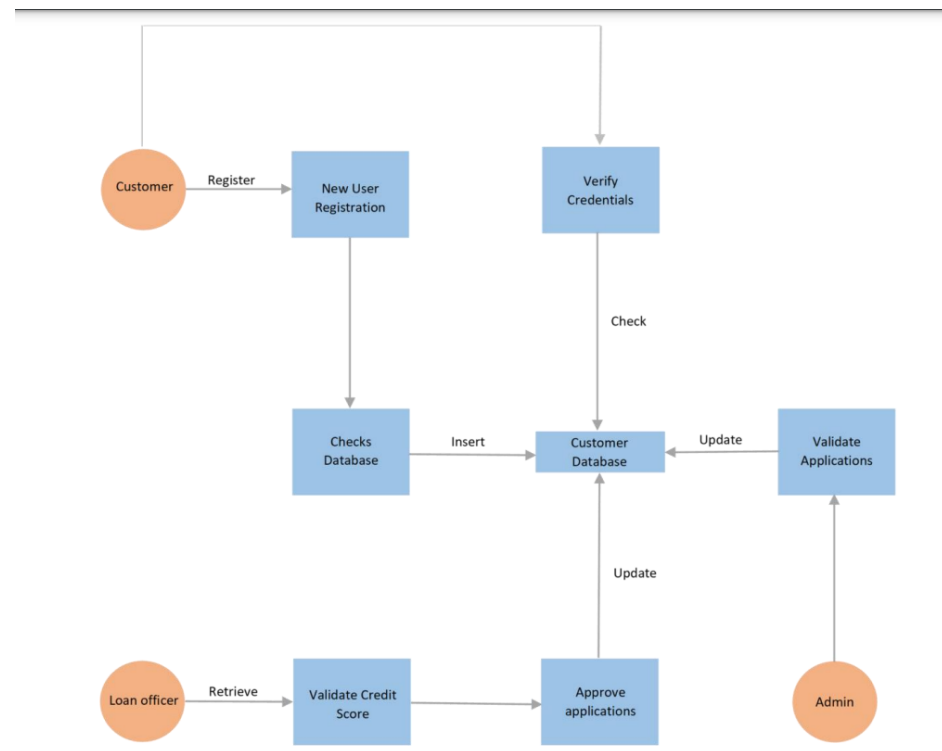 Customer
Register
New User
Registration
Verify
Credentials
Check
Checks
Database
Insert
Customer
Database
Update
Validate
Applications
Update
Loan officer
Retrieve
Validate Credit
Score
Approve
applications
Admin